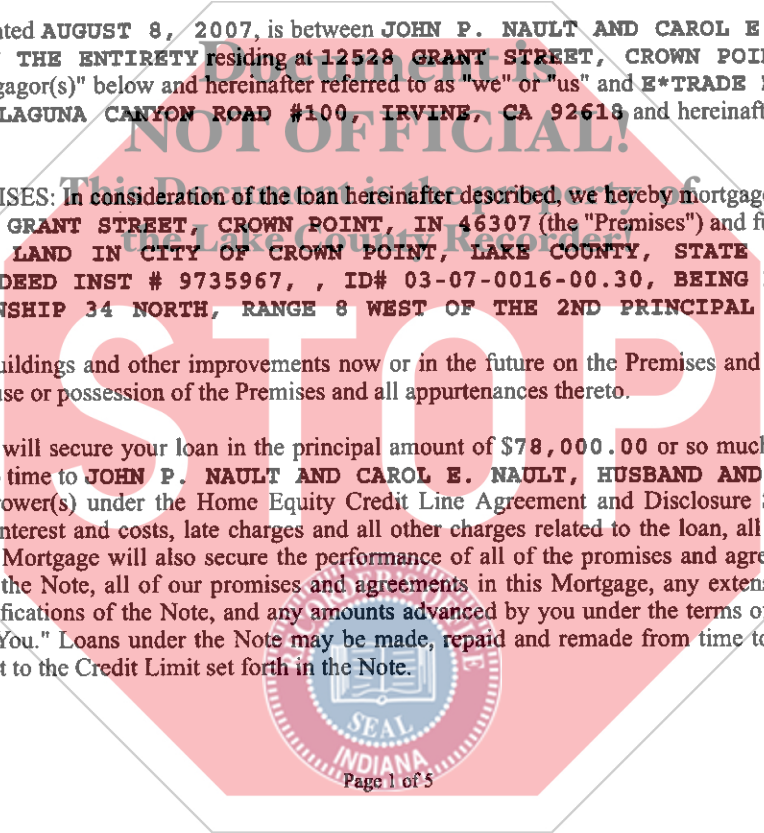 ated AUGUST 8, 2007, is between JOHN P. NAULT AND CAROL E
THE ENTIRETY residing at 12528 GRANT STREET, CROWN POI
gagor(s)" below and hereinafter referred to as "we" or "us" and E*TRADE
LAGUNA CANYON ROAD #100, IRVINE, CA 92618 and hereinaft
Document is
NOT OFFICIAL!
This Document is the property of
the Lake County Recorder!
ISES: In consideration of the loan hereinafter described, we hereby mortgag
GRANT STREET, CROWN POINT, IN 46307 (the "Premises") and f
LAND IN CITY OF CROWN POINT, LAKE COUNTY, STATE
DEED INST # 9735967, , ID# 03-07-0016-00.30, BEING
NSHIP 34 NORTH, RANGE 8 WEST OF THE 2ND PRINCIPAL
STOP
uildings and other improvements now or in the future on the Premises and
use or possession of the Premises and all appurtenances thereto.
will secure your loan in the principal amount of $78,000.00 or so much
time to JOHN P. NAULT AND CAROL E. NAULT, HUSBAND AND
rower(s) under the Home Equity Credit Line Agreement and Disclosure
nterest and costs, late charges and all other charges related to the loan, all
Mortgage will also secure the performance of all of the promises and agre
the Note, all of our promises and agreements in this Mortgage, any extens
fications of the Note, and any amounts advanced by you under the terms o
You." Loans under the Note may be made, repaid and remade from time to
t to the Credit Limit set forth in the Note.
SEAL
INDIANA
Page 1 of 5